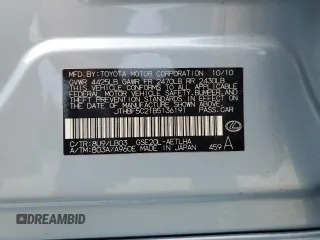 MFD. BY: TOYOTA MOTOR CORPORATION 10/10
GVWR 4425LB GAWR FR 2470LB RR 2430LB
THIS VEHICLE CONFORMS TO ALL APPLICABLE
FEDERAL MOTOR VEHICLE SAFETY, BUMPER, AND
THEFT PREVENTION STANDARDS IN EFFECT ON
THE DATE OF MANUFACTURE SHOWN ABOVE.
JTHBF5C21B5136191 PASS.CAR
C/TR:8U9/LB03 GSE20L-AETLHA
A/TM:B03A/A960E MADE IN JAPAN 459 A